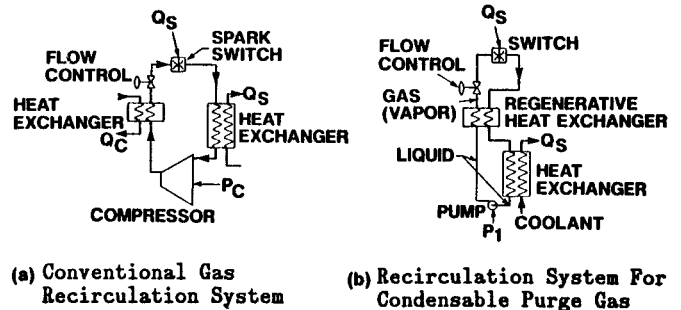 Qs
SPARK
SWITCH
FLOW
CONTROL
HEAT
EXCHANGER
Qc
Qs
HEAT
EXCHANGER
Pc
COMPRESSOR
(a) Conventional Gas
Recirculation System
Qs
SWITCH
FLOW
CONTROL
GAS
(VAPOR)
REGENERATIVE
HEAT EXCHANGER
Qs
LIQUID
HEAT
EXCHANGER
PUMP
P1
COOLANT
(b) Recirculation System For
Condensable Purge Gas